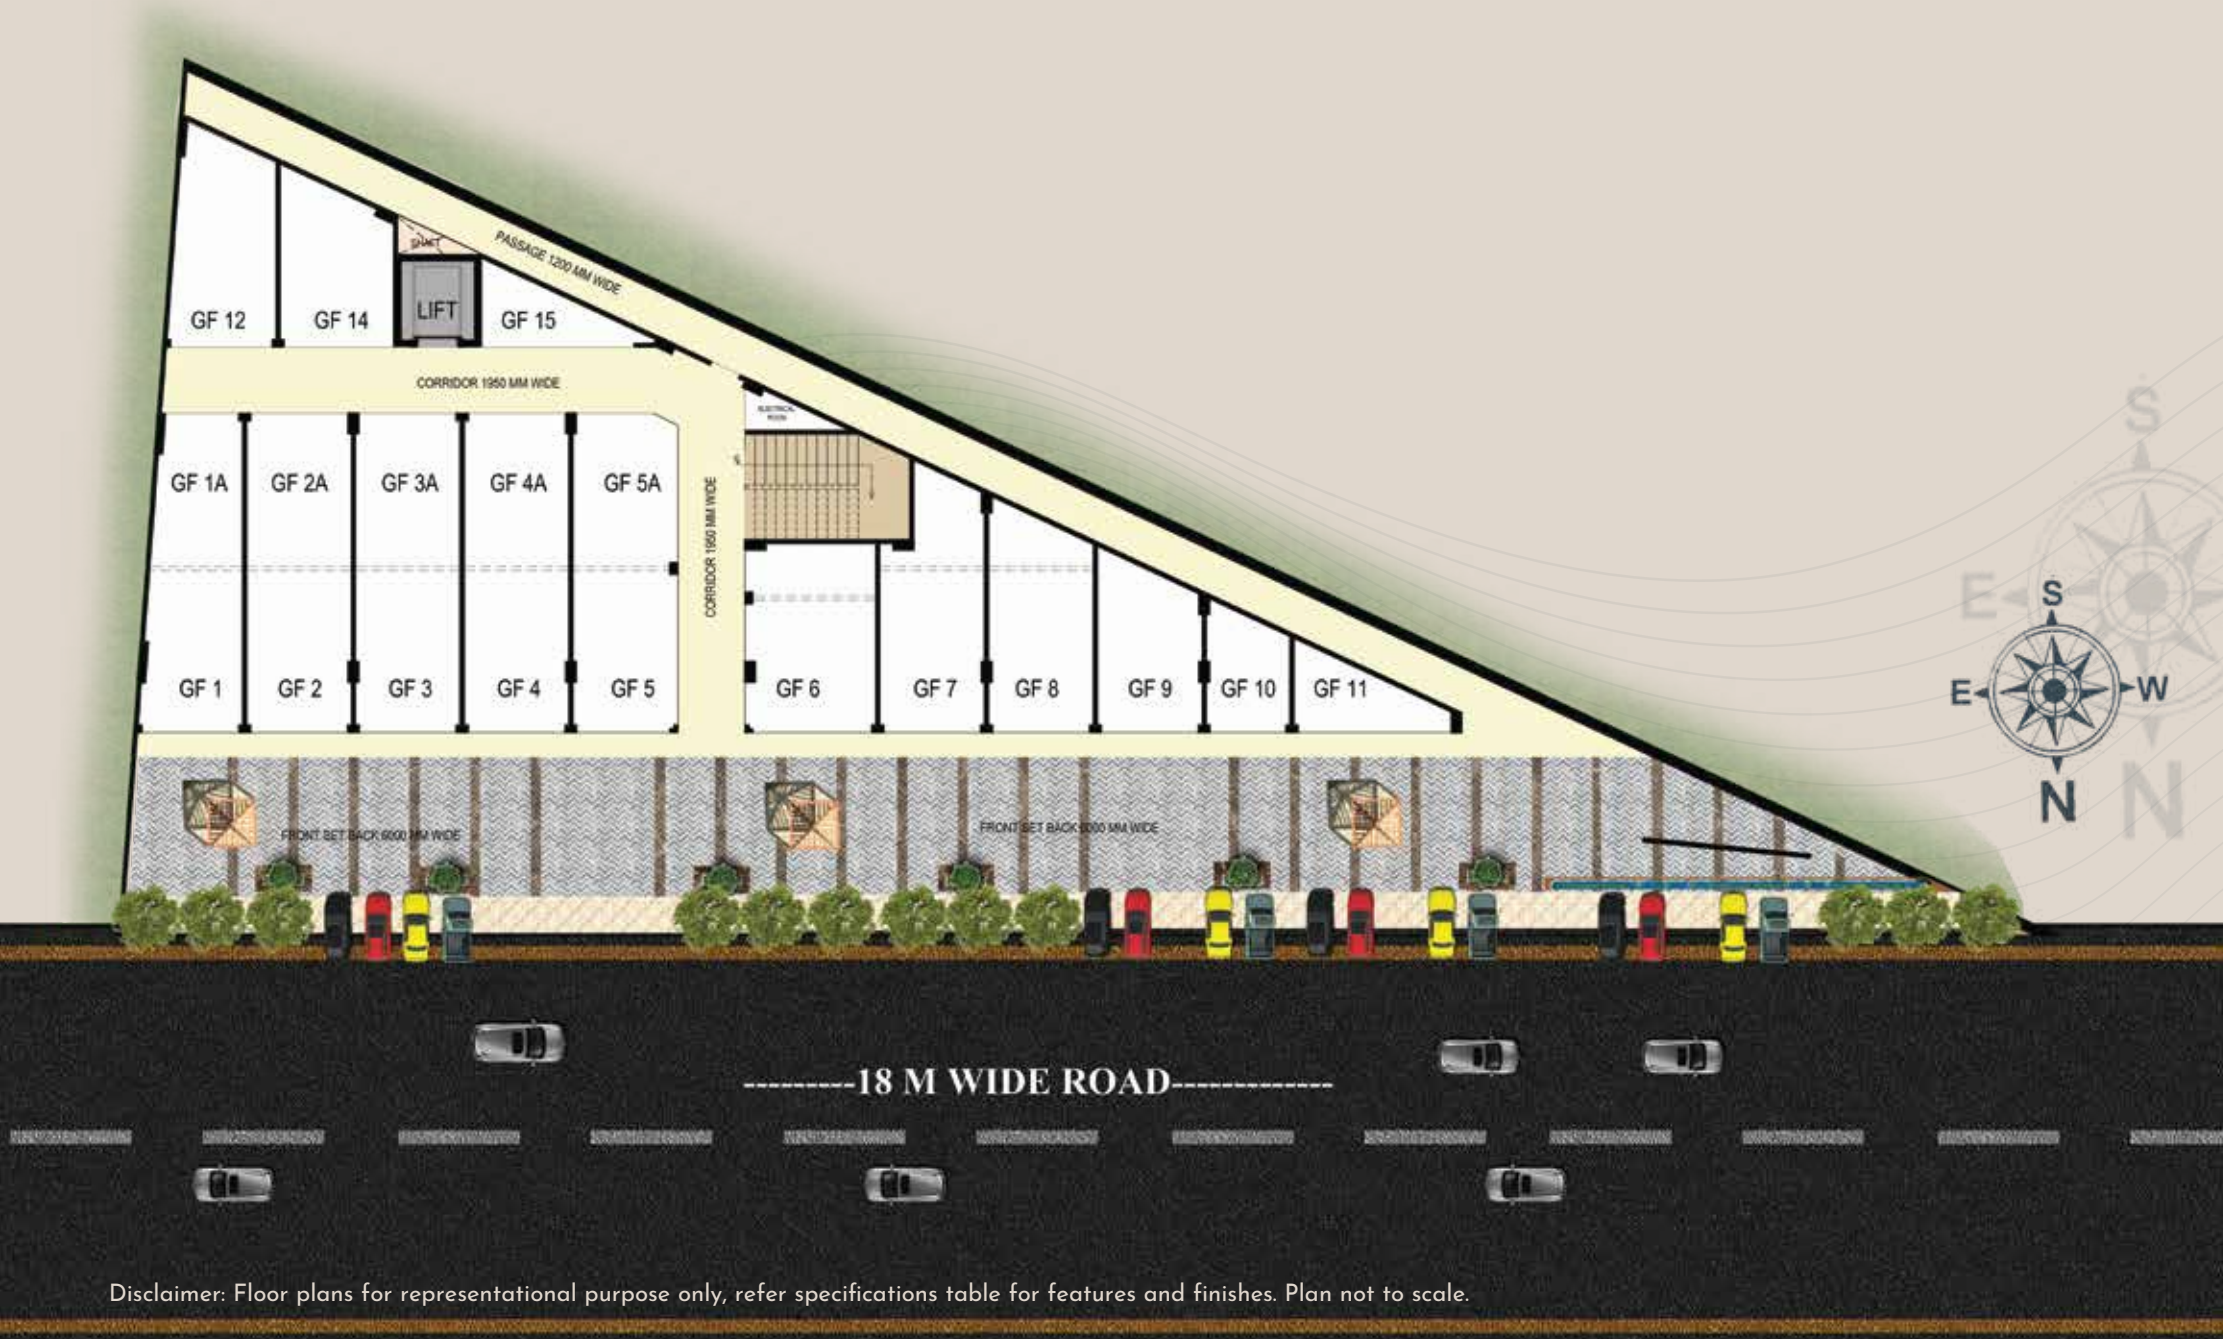 SHAFT
PASSAGE 1200 MM WIDE
LIFT
GF 12
GF 14
GF 15
CORRIDOR 1950 MM WIDE
ELECTRICAL
ROOM
GF 1A
GF 2A
GF 3A
GF 4A
GF 5A
CORRIDOR 1950 MM WIDE
GF 1
GF 2
GF 3
GF 4
GF 5
GF 6
GF 7
GF 8
GF 9
GF 10
GF 11
FRONT SET BACK 6000 MM WIDE
FRONT SET BACK 6000 MM WIDE
S
E
N
S
E
W
N
---------18 M WIDE ROAD-------------
Disclaimer: Floor plans for representational purpose only, refer specifications table for features and finishes. Plan not to scale.